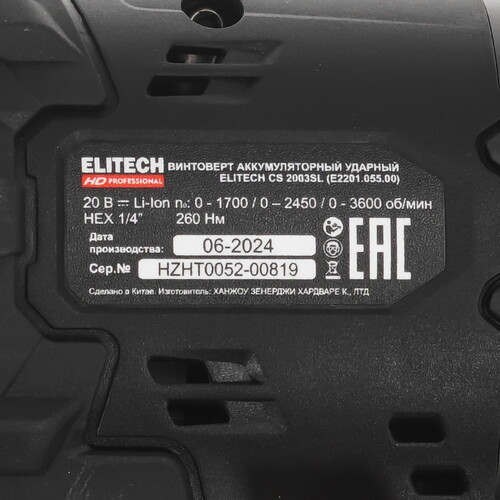 ELITECH
HD PROFESSIONAL
ВИНТОВЕРТ АККУМУЛЯТОРНЫЙ УДАРНЫЙ
ELITECH CS 2003SL (E2201.055.00)
20 В ⎓ Li-Ion n₀: 0 - 1700 / 0 – 2450 / 0 - 3600 об/мин
HEX 1/4" 260 Нм
Дата производства: 06-2024
Сер.№ HZHT0052-00819
EAC
Сделано в Китае. Изготовитель: ХАНЖОУ ЗЕНЕРДЖИ ХАРДВАРЕ К., ЛТД